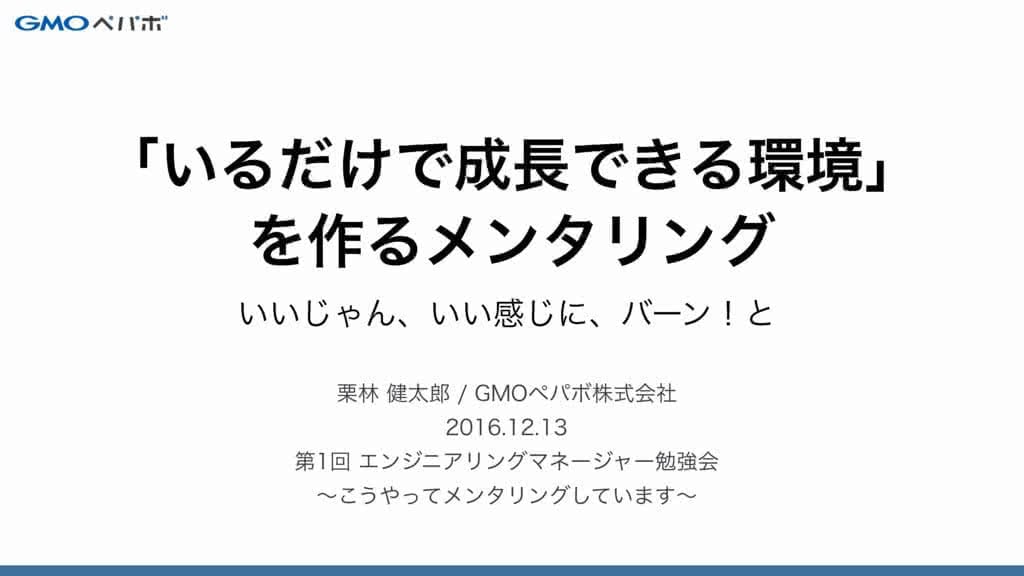 GMOペパボ
「いるだけで成長できる環境」
を作るメンタリング
いいじゃん、いい感じに、バーン！と
栗林 健太郎 / GMOペパボ株式会社
2016.12.13
第1回 エンジニアリングマネージャー勉強会
〜こうやってメンタリングしています〜